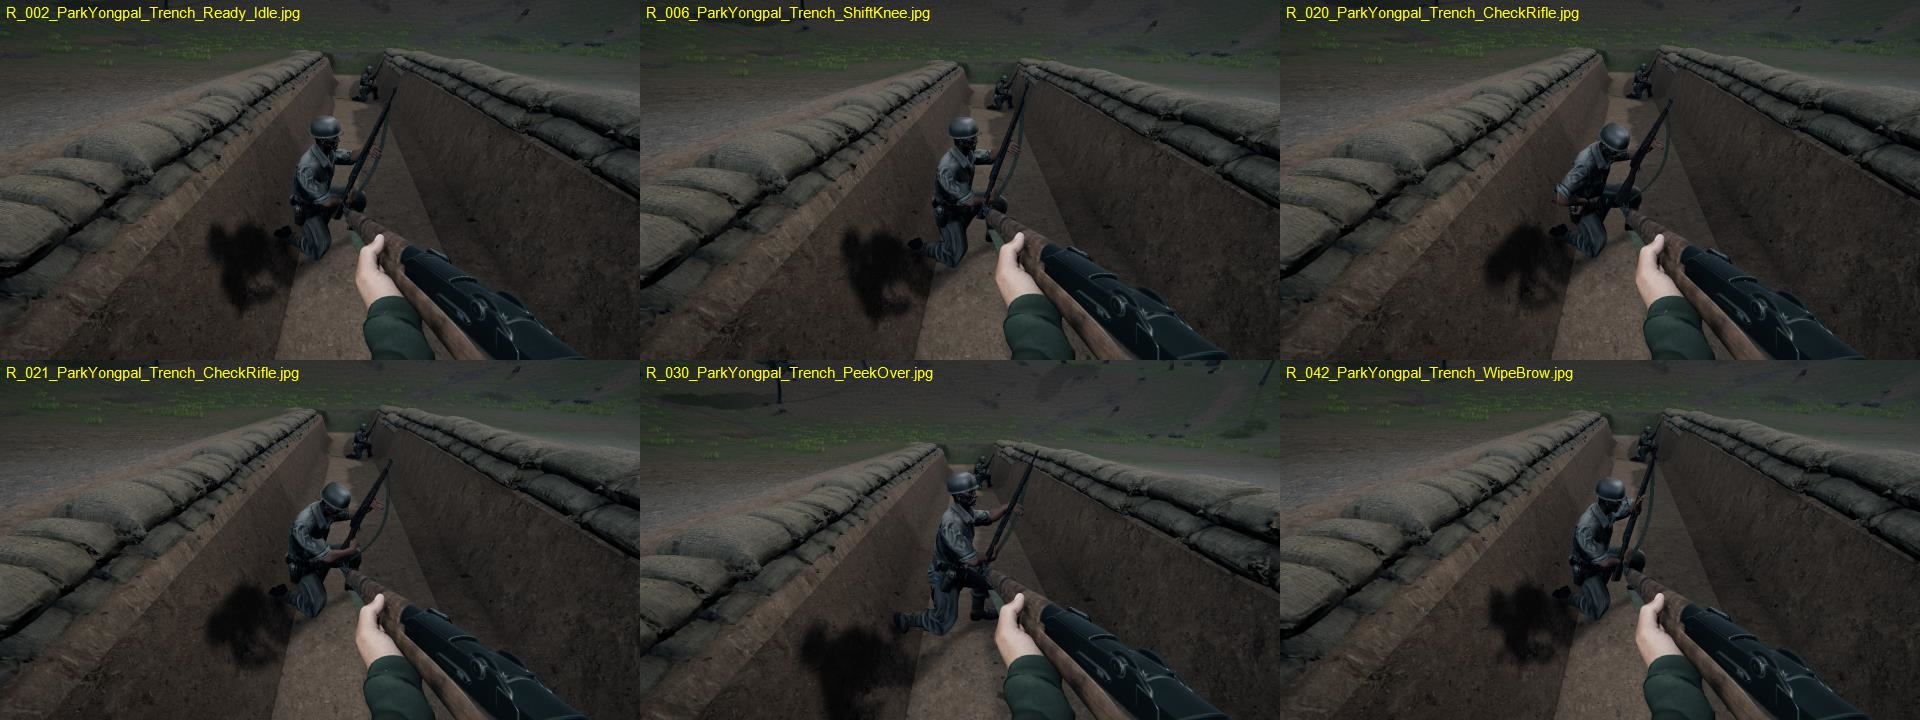 R_002_ParkYongpal_Trench_Ready_Idle.jpg
R_006_ParkYongpal_Trench_ShiftKnee.jpg
R_020_ParkYongpal_Trench_CheckRifle.jpg
R_021_ParkYongpal_Trench_CheckRifle.jpg
R_030_ParkYongpal_Trench_PeekOver.jpg
R_042_ParkYongpal_Trench_WipeBrow.jpg